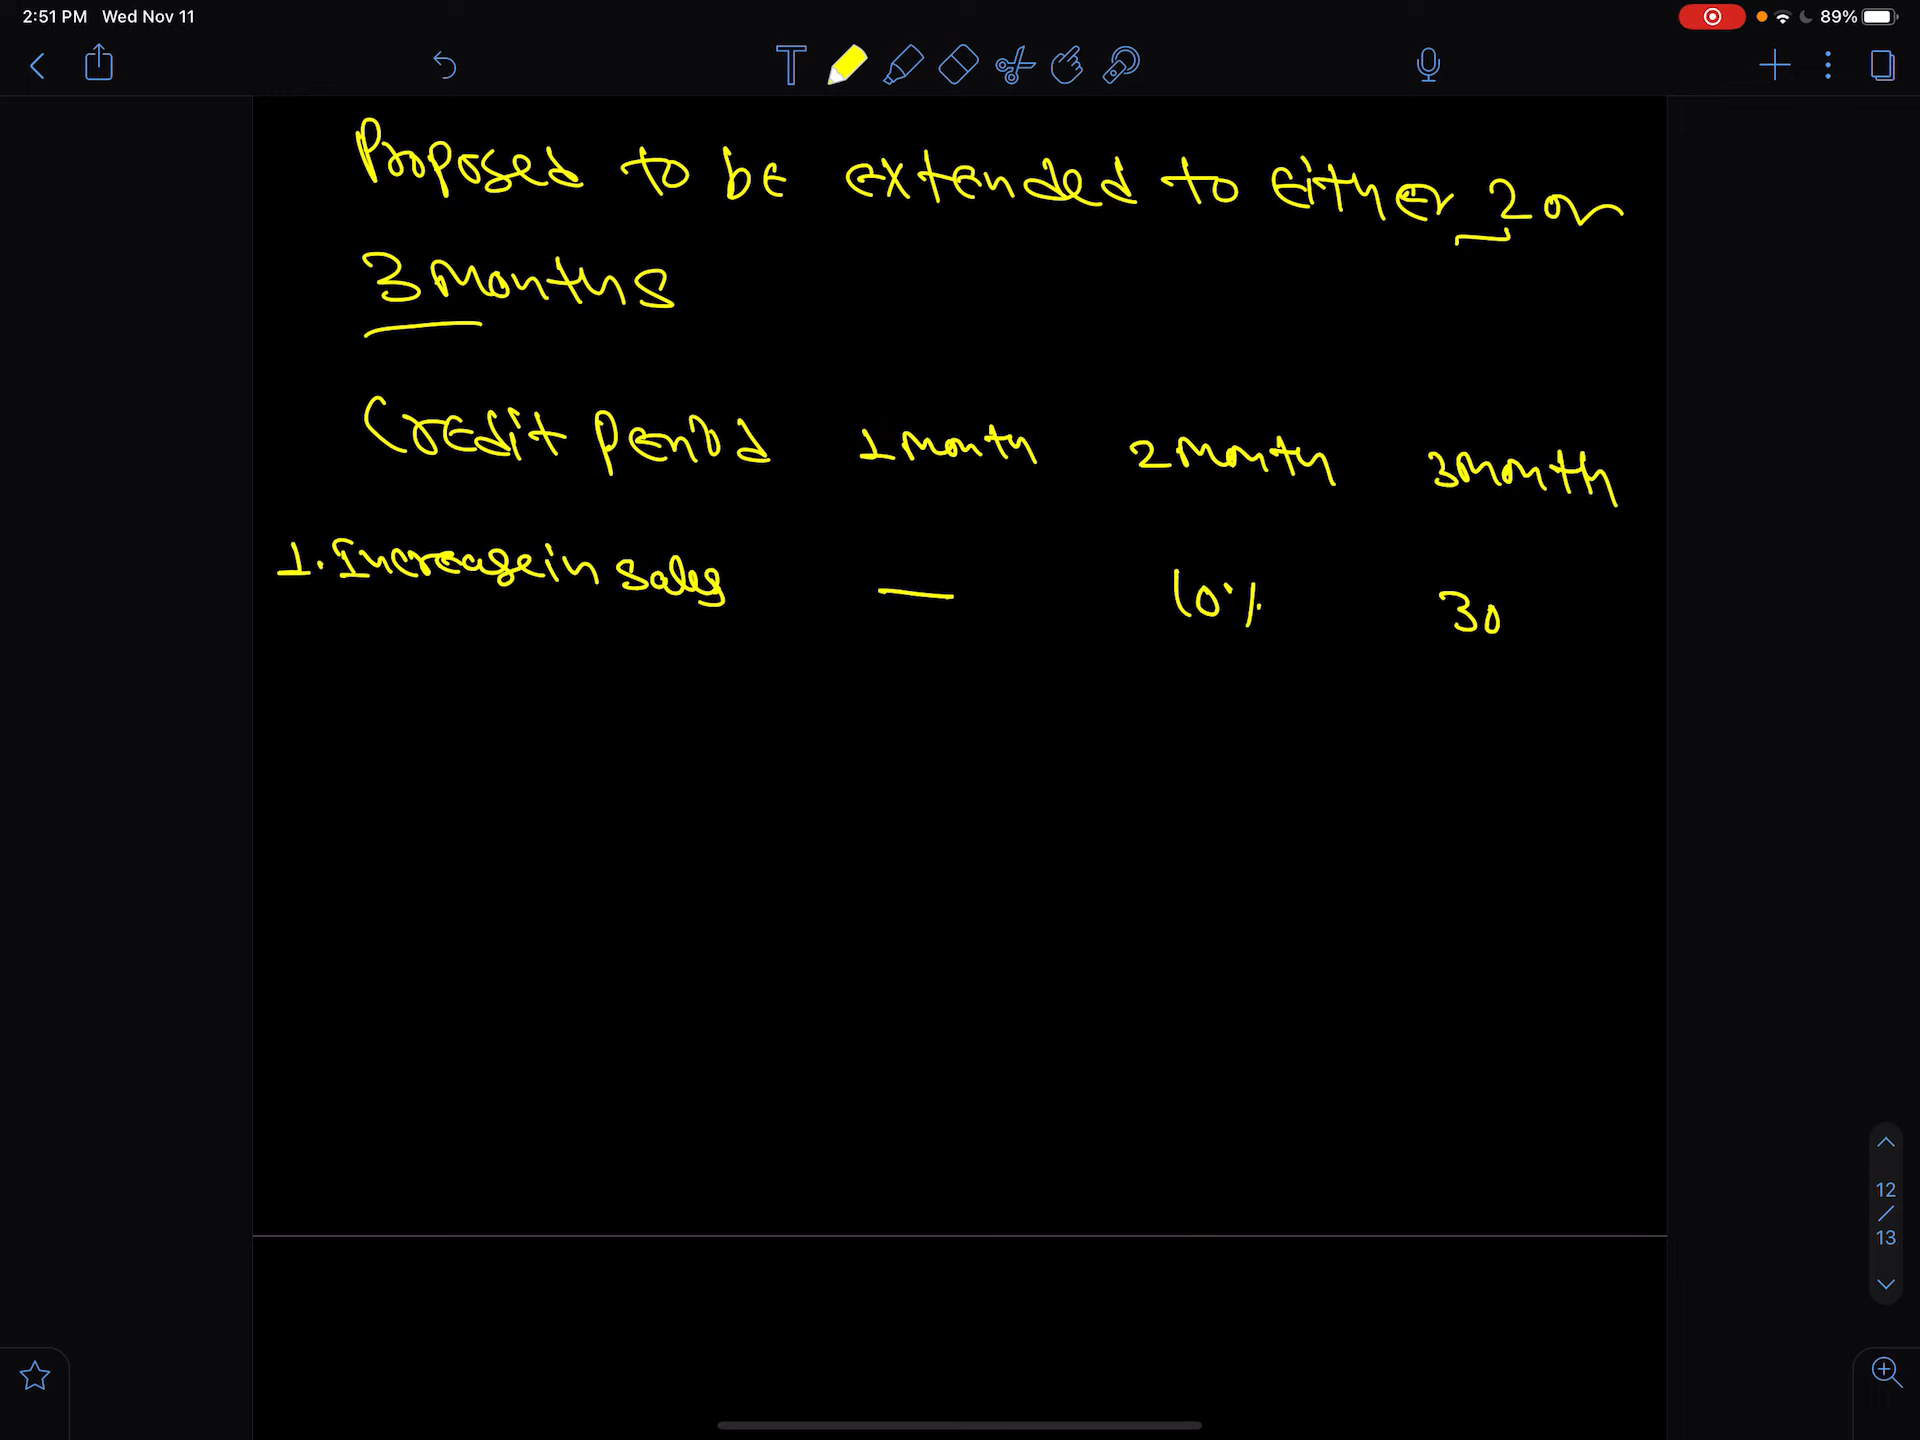 2:51 PM Wed Nov 11
89%
T
Proposed to be extended to either 2 or
3 months
Credit period 1 month 2 month 3 month
1. Increase in sales — 10% 30
12
/
13